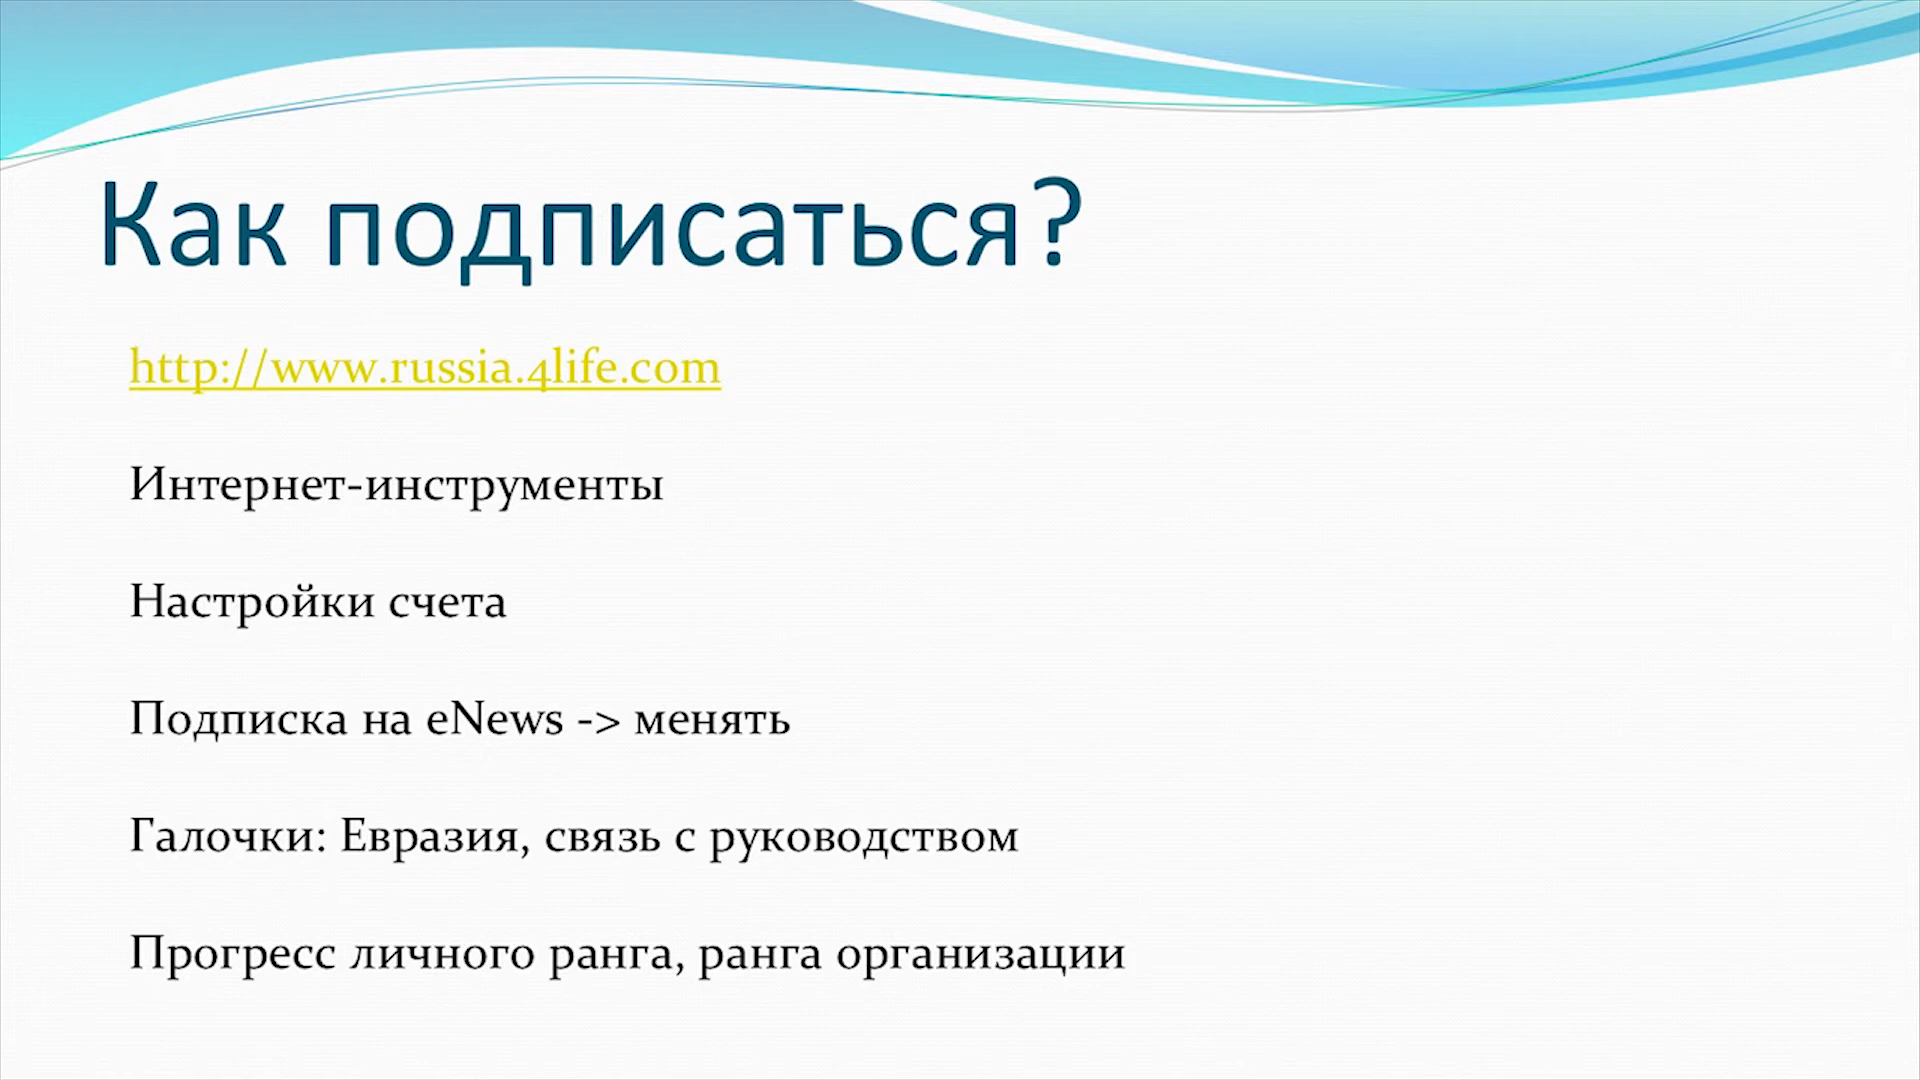 Как подписаться?
http://www.russia.4life.com
Интернет-инструменты
Настройки счета
Подписка на eNews -> менять
Галочки: Евразия, связь с руководством
Прогресс личного ранга, ранга организации